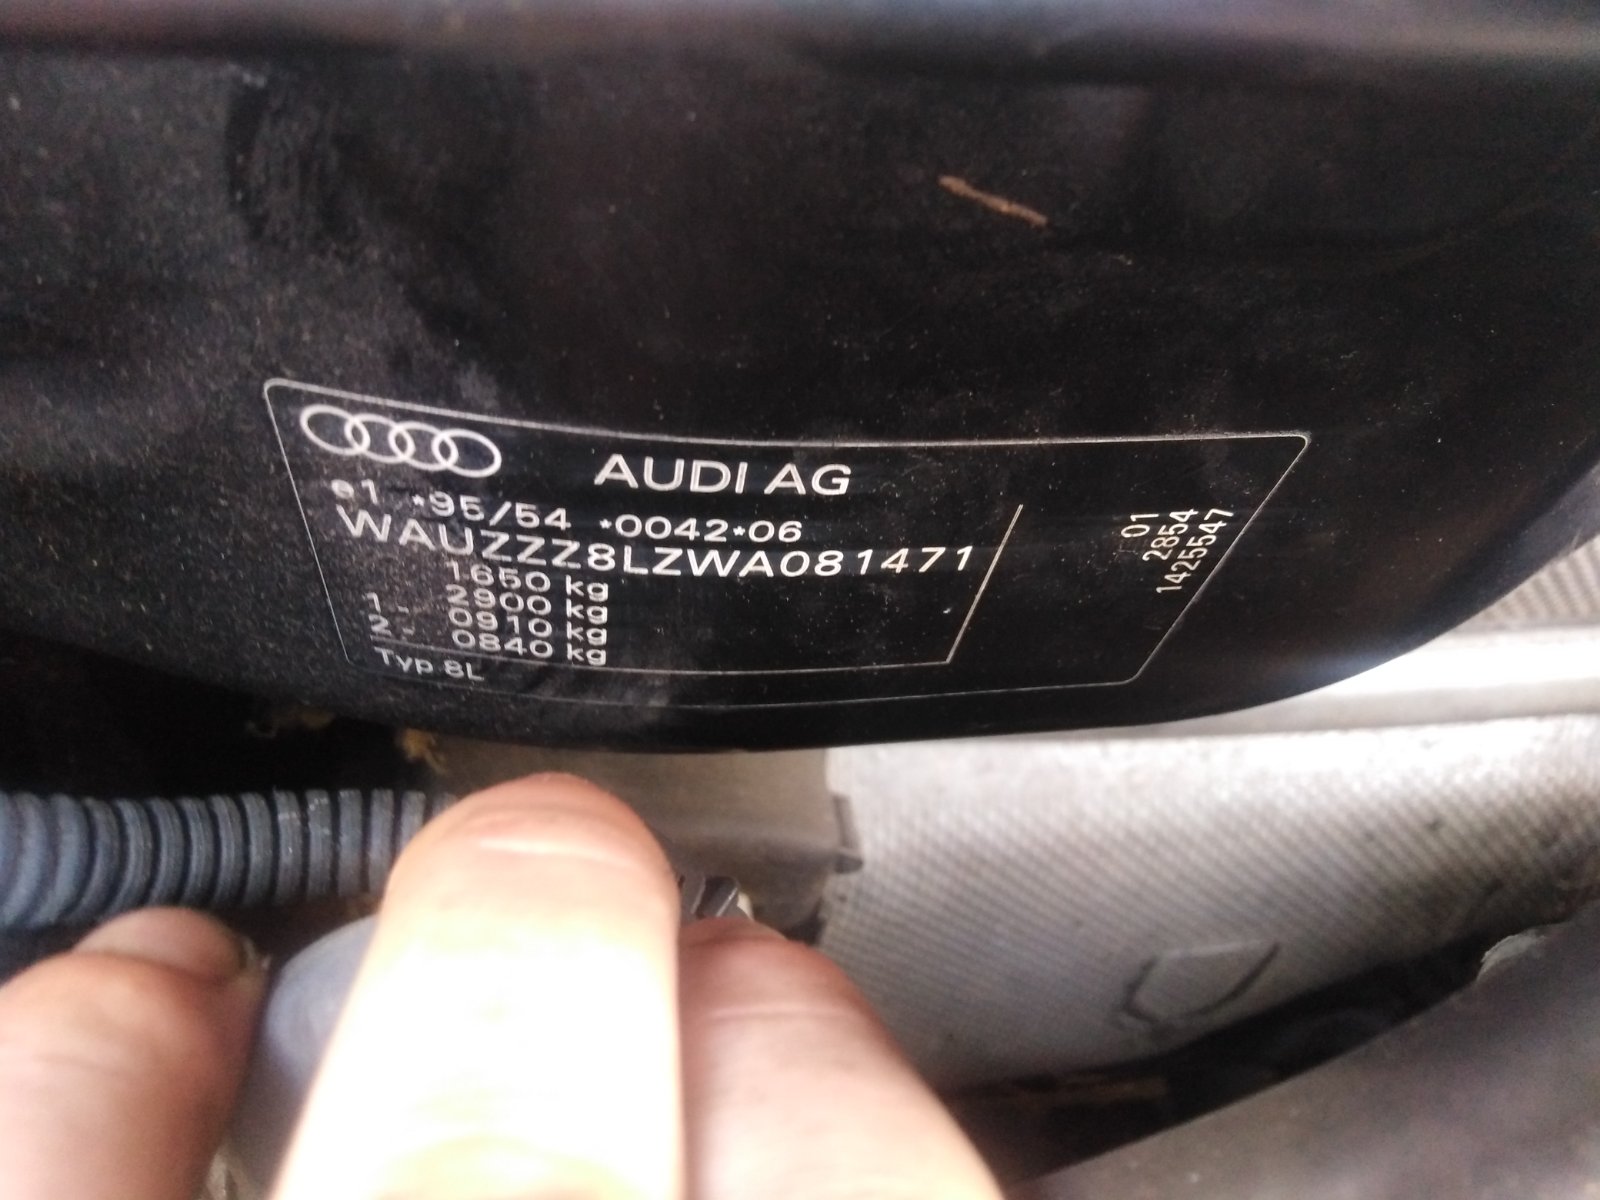 AUDI AG
e1 *95/54 *0042*06
WAUZZZ8LZWA081471
1650 kg
2900 kg
1. 0910 kg
2. 0840 kg
Typ 8L
01
2854
1425547